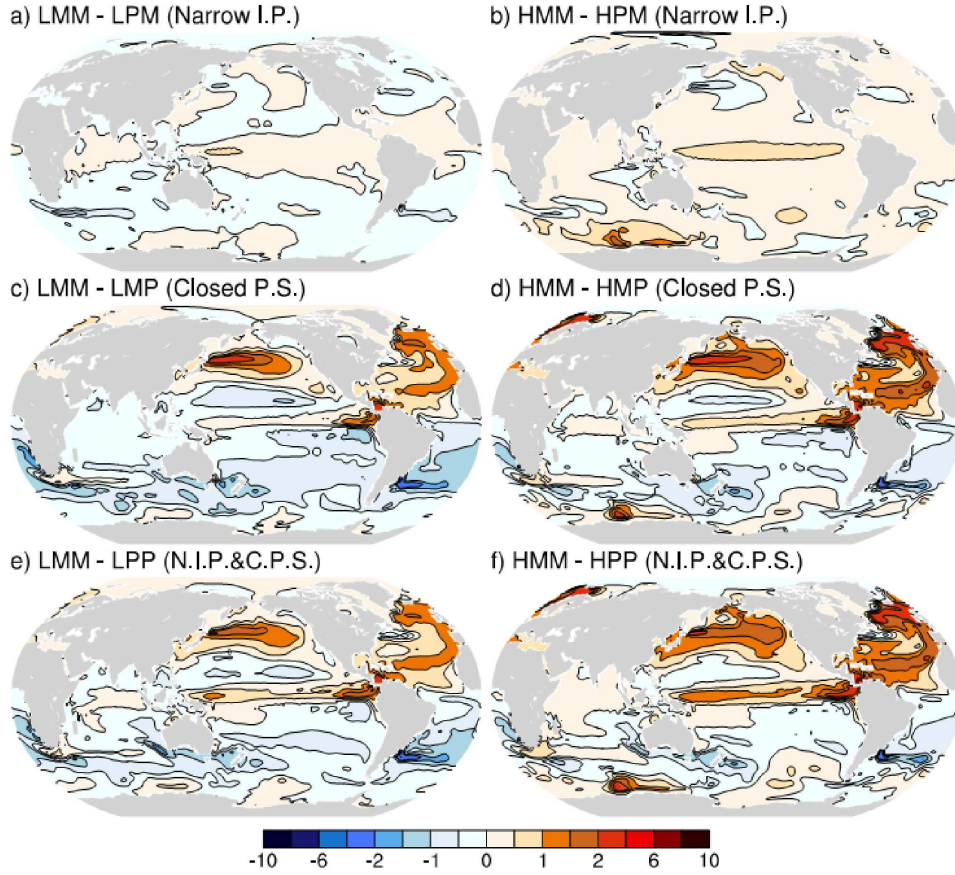 a) LMM - LPM (Narrow I.P.)
b) HMM - HPM (Narrow I.P.)
c) LMM - LMP (Closed P.S.)
d) HMM - HMP (Closed P.S.)
e) LMM - LPP (N.I.P.&C.P.S.)
f) HMM - HPP (N.I.P.&C.P.S.)
-10 -6 -2 -1 0 1 2 6 10